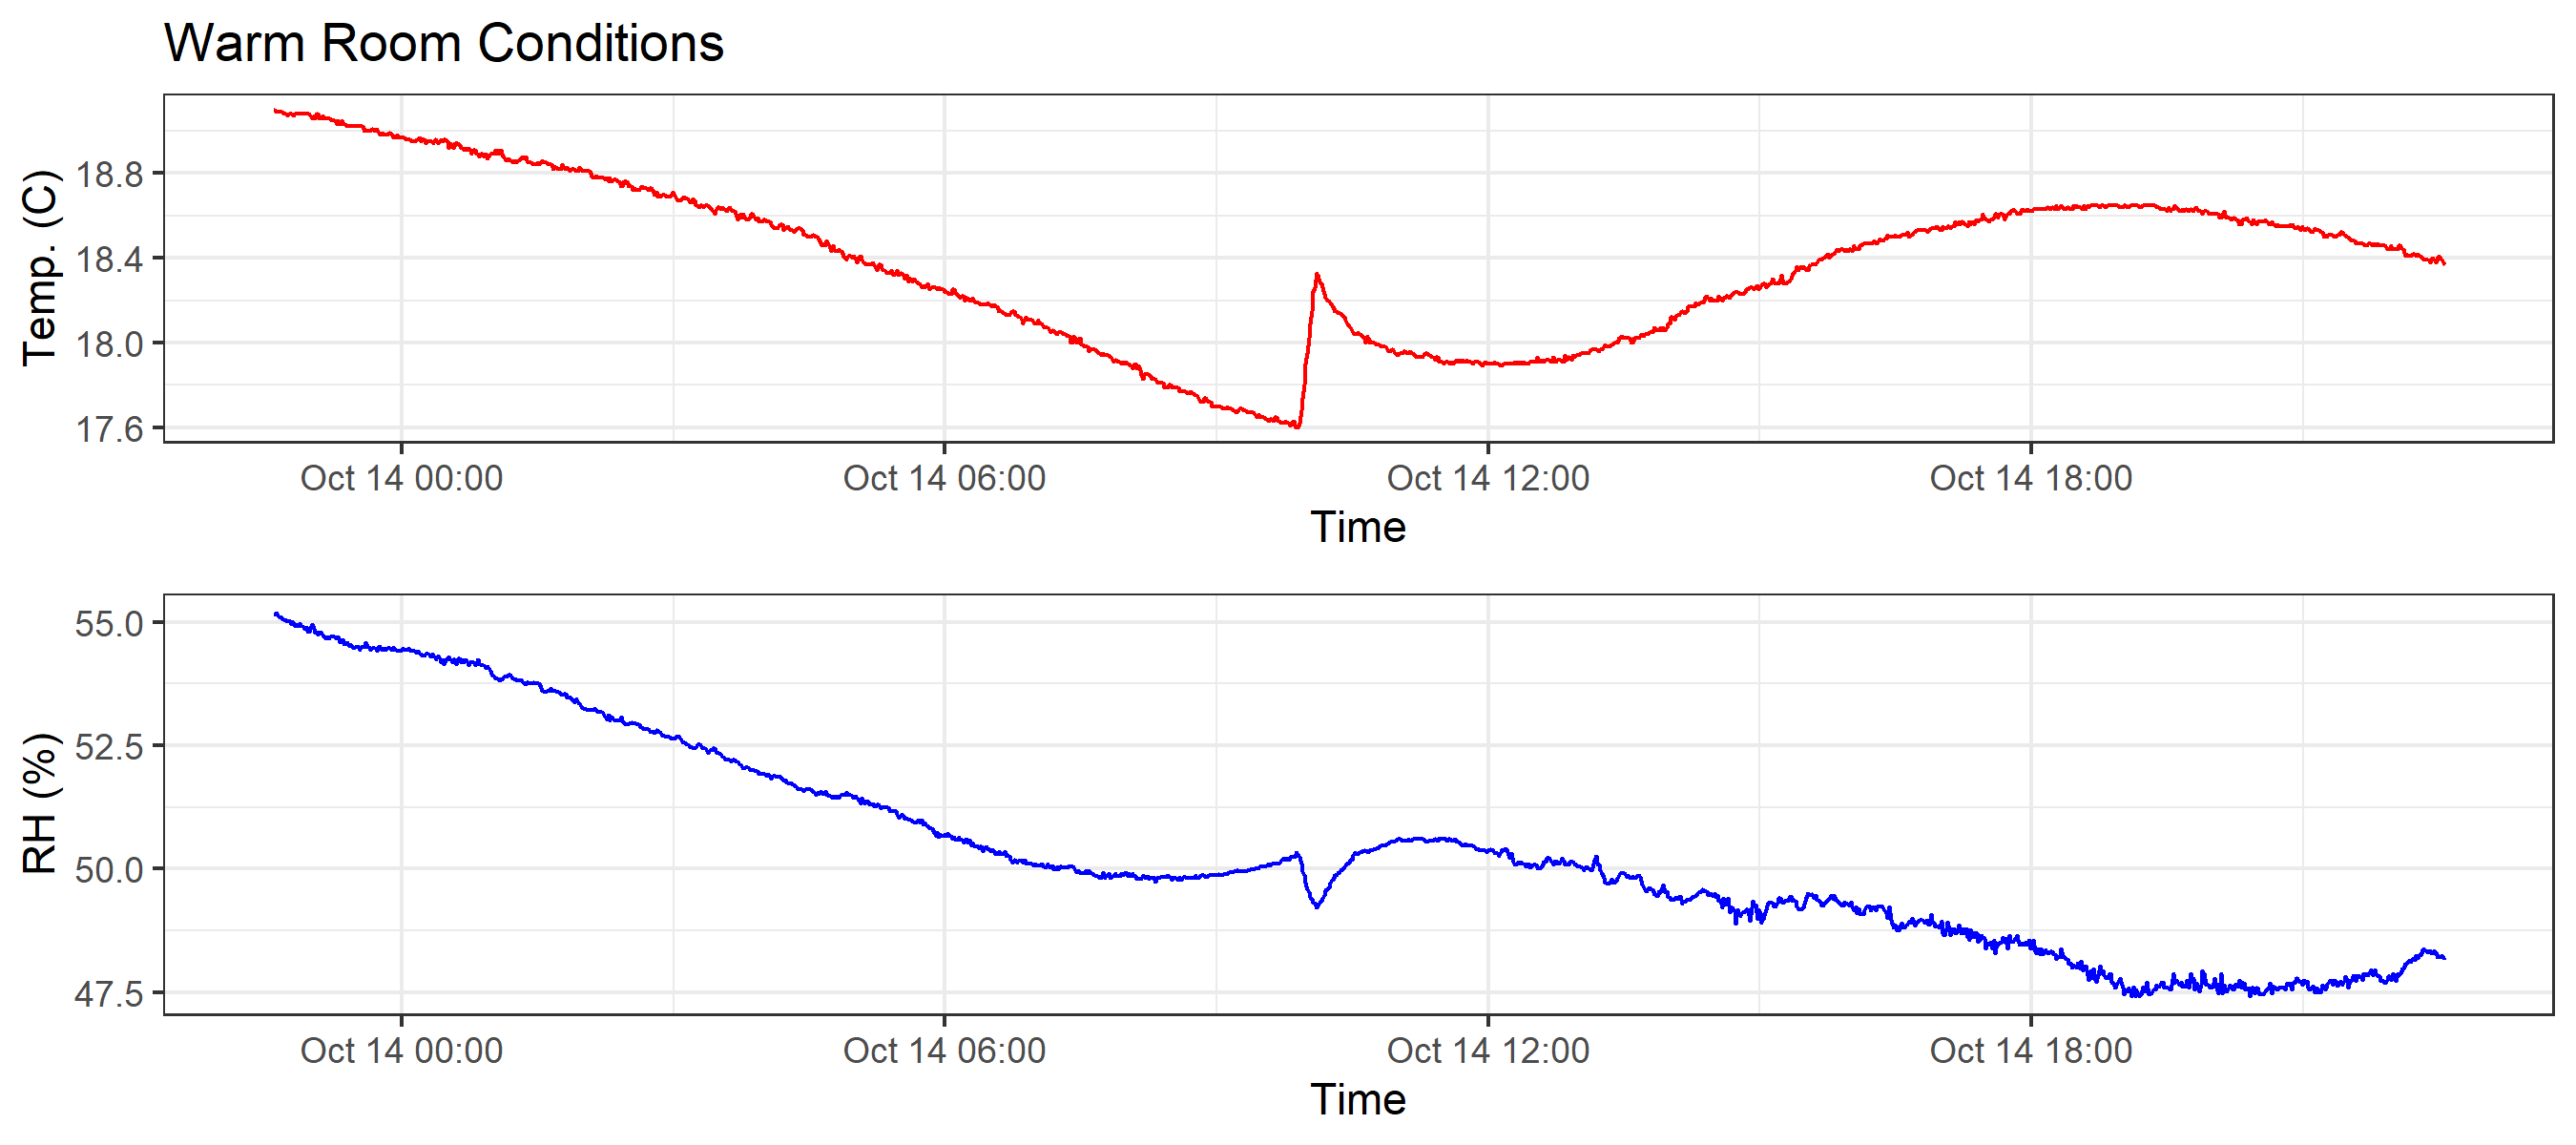 Warm Room Conditions
Temp. (C)
18.8
18.4
18.0
17.6
Oct 14 00:00 Oct 14 06:00 Oct 14 12:00 Oct 14 18:00
Time
RH (%)
55.0
52.5
50.0
47.5
Oct 14 00:00 Oct 14 06:00 Oct 14 12:00 Oct 14 18:00
Time